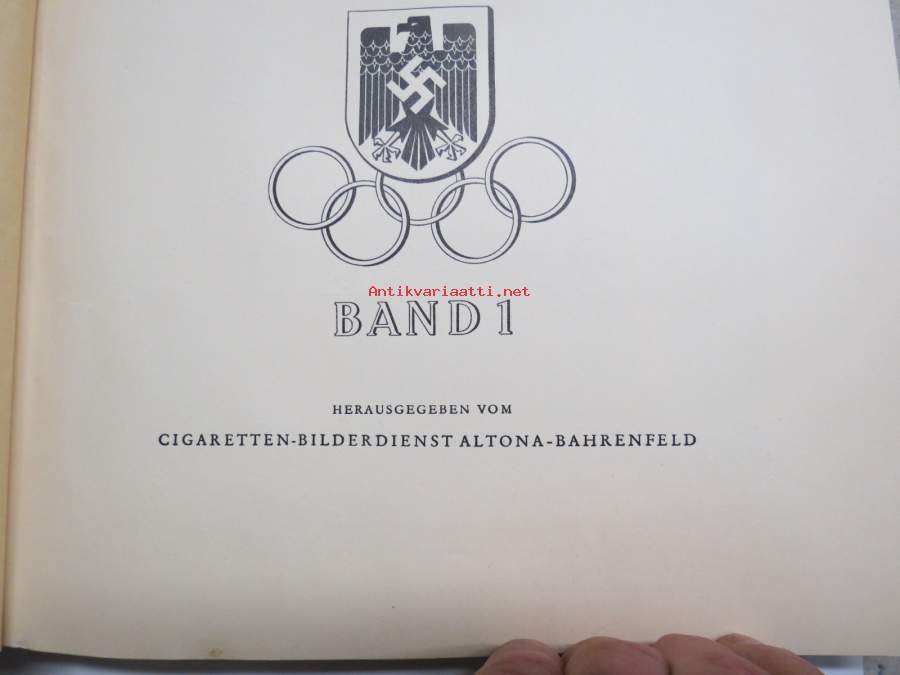 Antikvariaatti.net
BAND 1
HERAUSGEGEBEN VOM
CIGARETTEN-BILDERDIENST ALTONA-BAHRENFELD